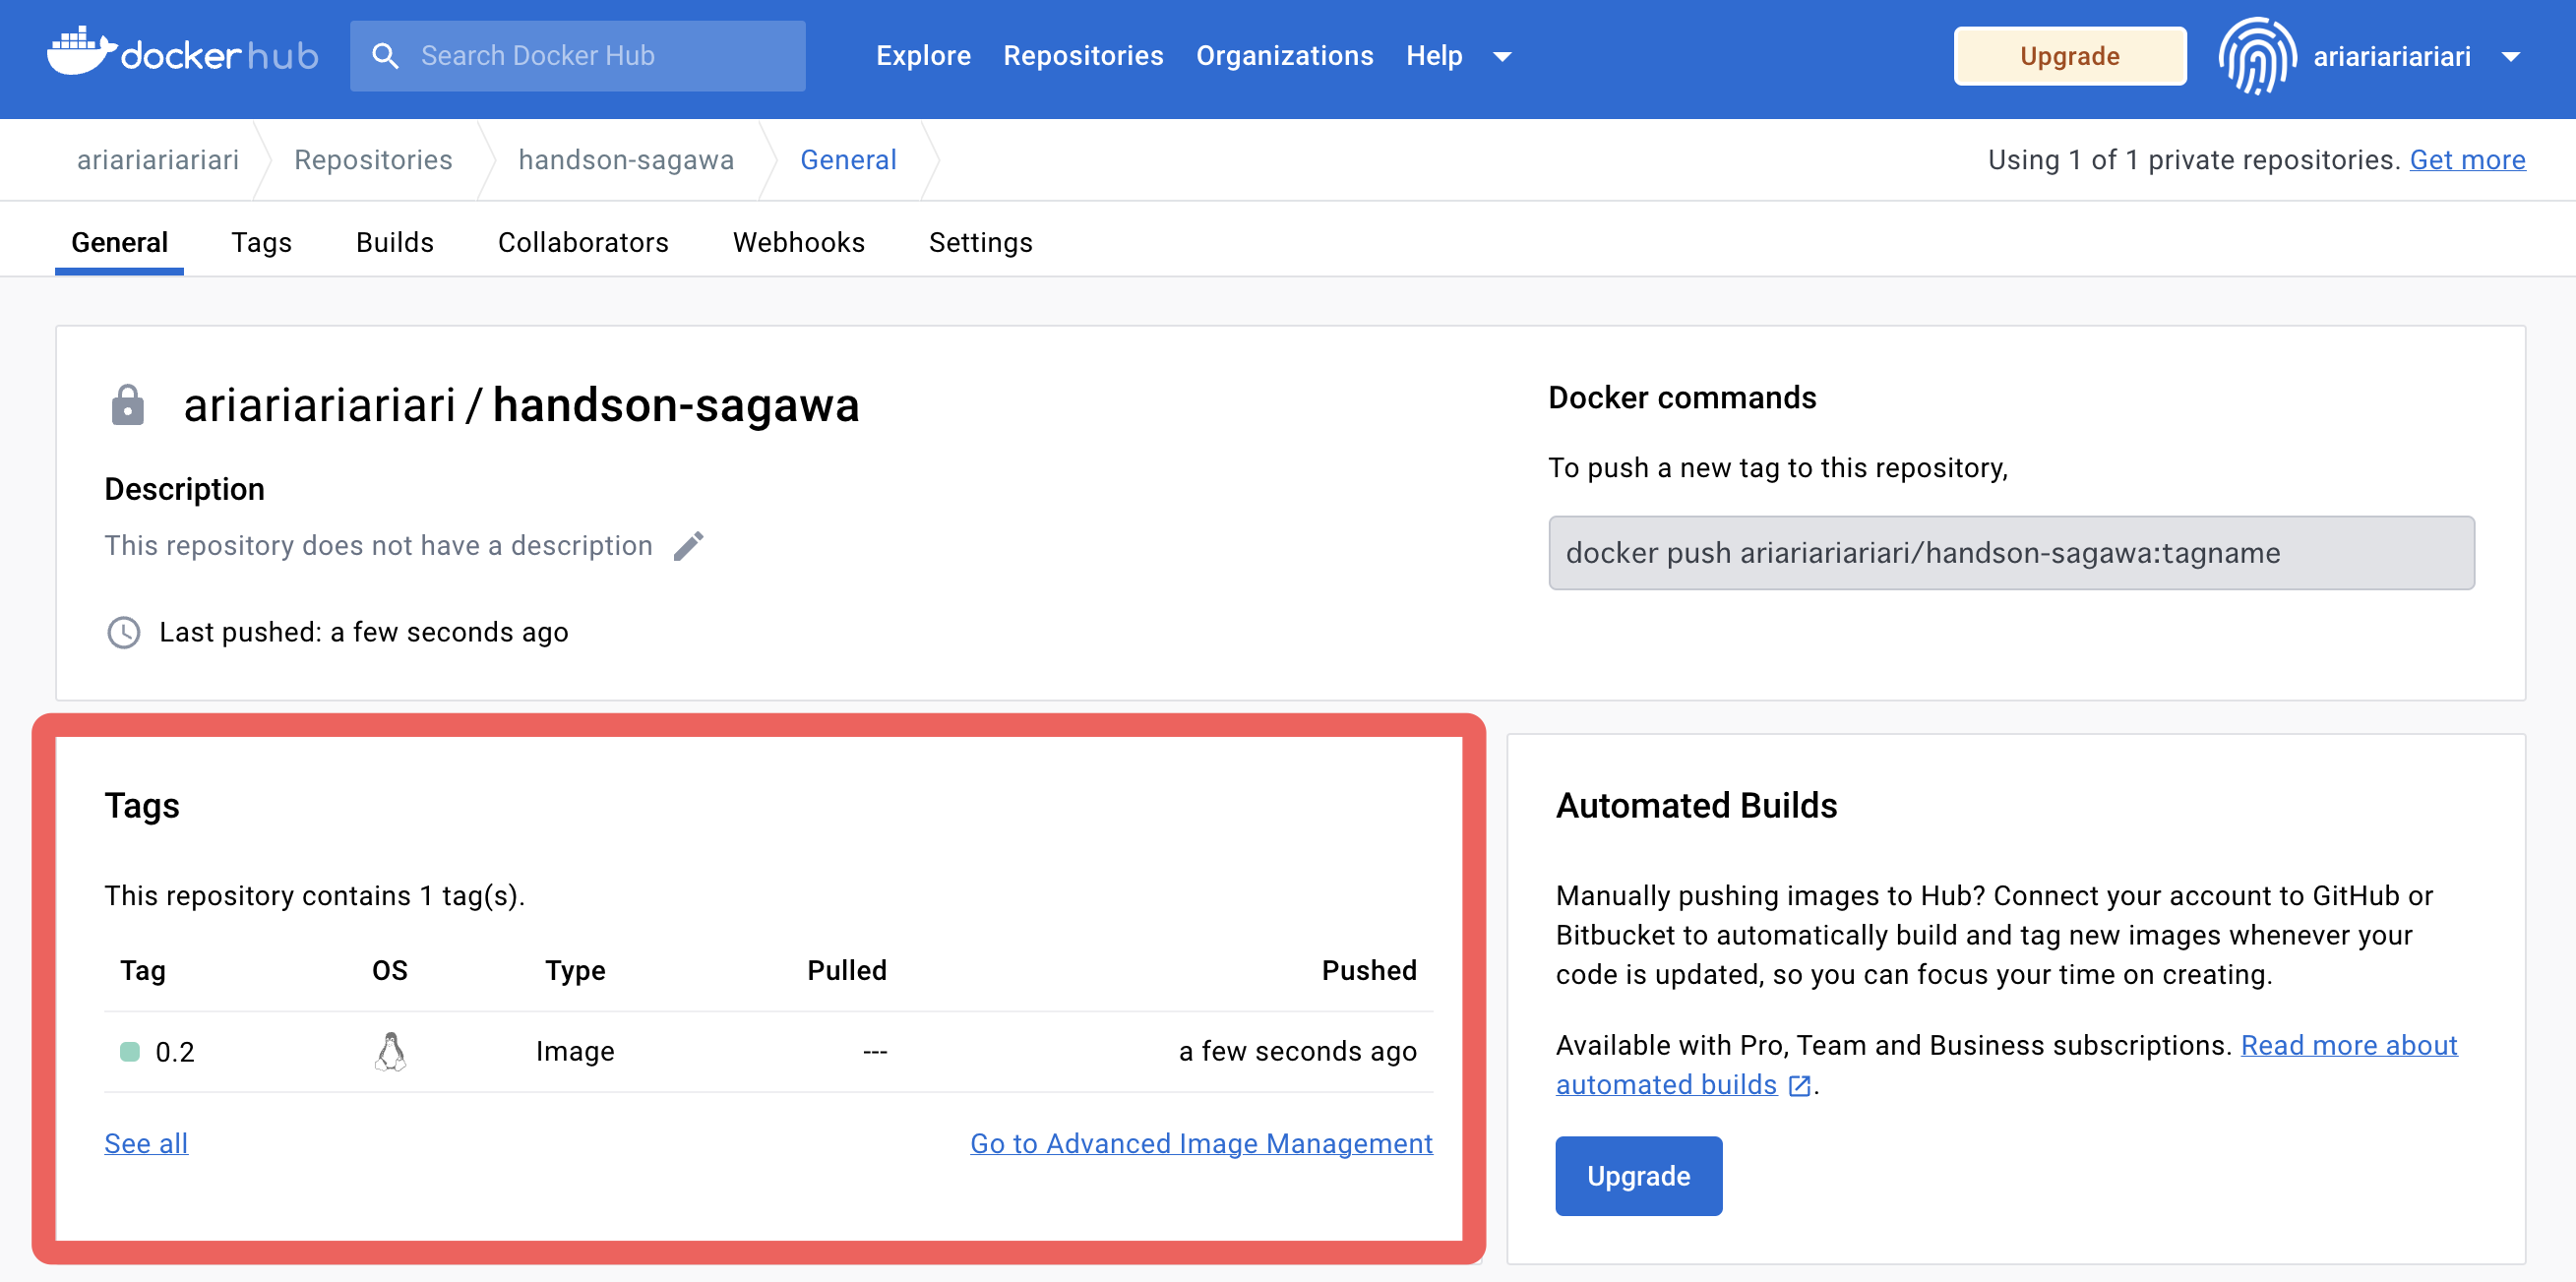 dockerhub
Search Docker Hub
Explore
Repositories
Organizations
Help
Upgrade
ariariariariari
ariariariariari
Repositories
handson-sagawa
General
Using 1 of 1 private repositories. Get more
General
Tags
Builds
Collaborators
Webhooks
Settings
ariariariariari / handson-sagawa
Description
This repository does not have a description
Last pushed: a few seconds ago
Docker commands
To push a new tag to this repository,
docker push ariariariariari/handson-sagawa:tagname
Tags
This repository contains 1 tag(s).
Tag OS Type Pulled Pushed
0.2 Image --- a few seconds ago
See all
Go to Advanced Image Management
Automated Builds
Manually pushing images to Hub? Connect your account to GitHub or
Bitbucket to automatically build and tag new images whenever your
code is updated, so you can focus your time on creating.
Available with Pro, Team and Business subscriptions. Read more about
automated builds .
Upgrade